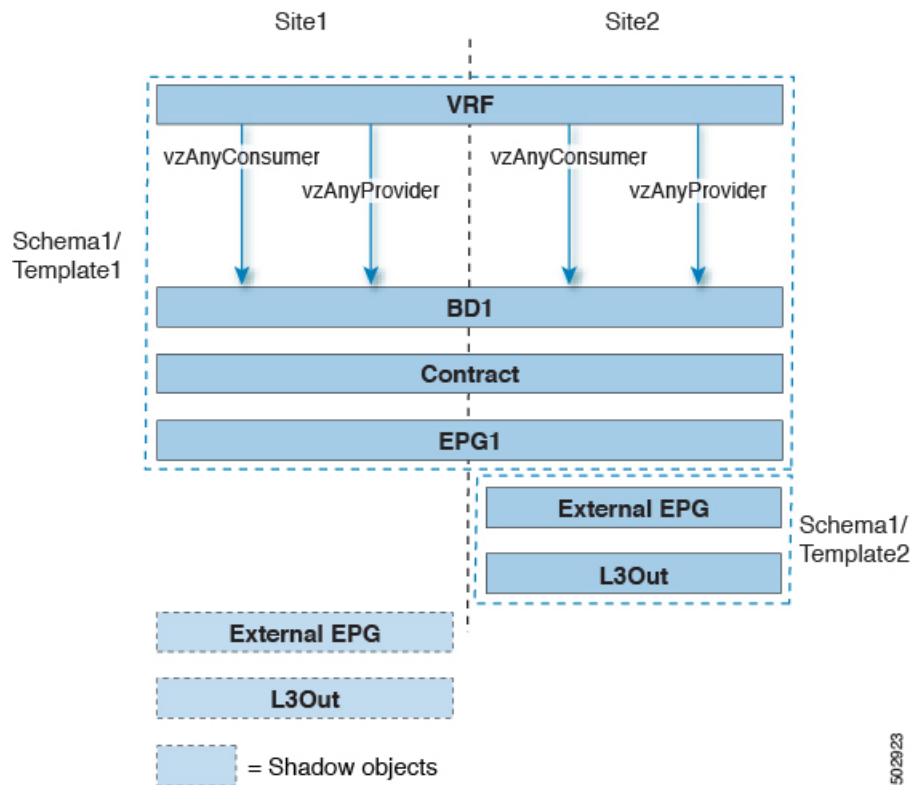 Site1
Site2
VRF
vzAnyConsumer
vzAnyProvider
vzAnyConsumer
vzAnyProvider
Schema1/
Template1
BD1
Contract
EPG1
External EPG
L3Out
Schema1/
Template2
External EPG
L3Out
= Shadow objects
502923